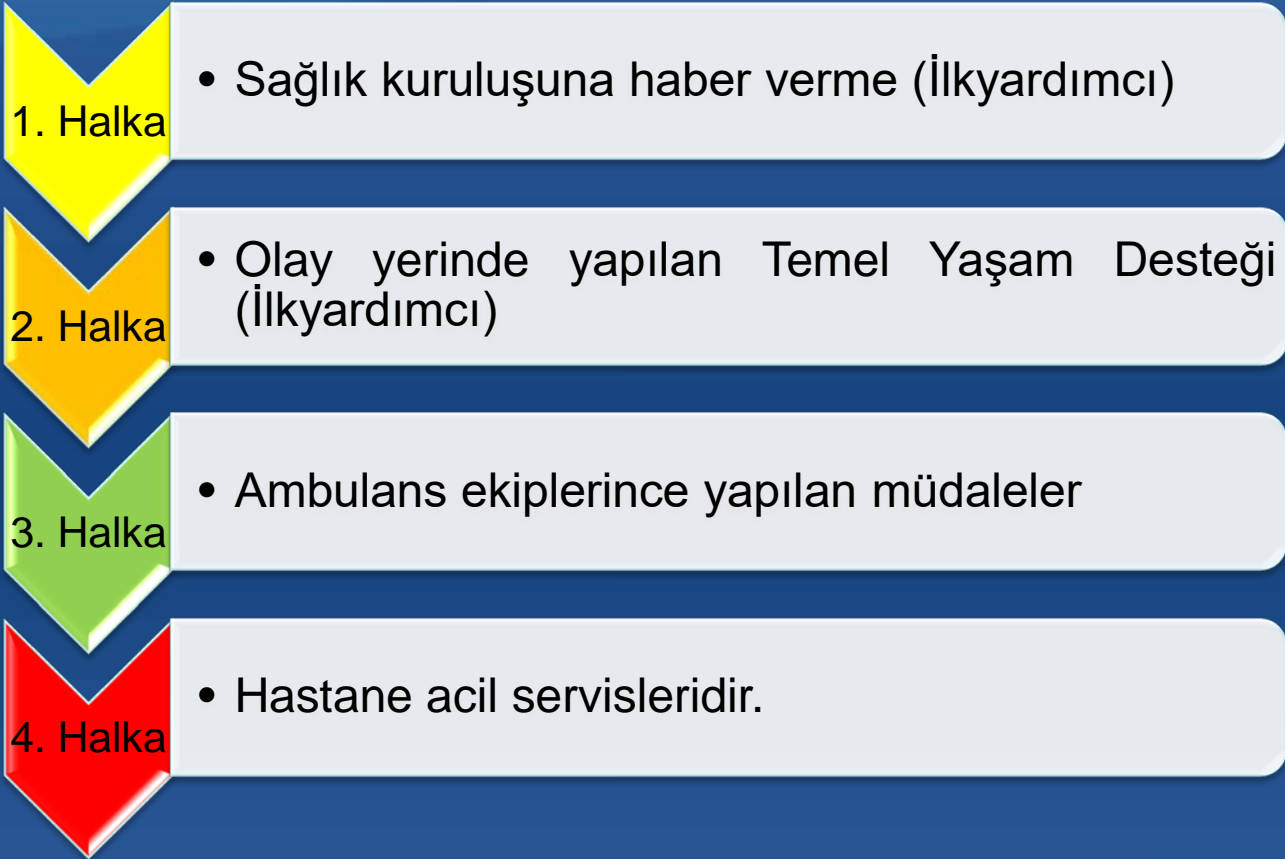 1. Halka
• Sağlık kuruluşuna haber verme (İlkyardımcı)
2. Halka
• Olay yerinde yapılan Temel Yaşam Desteği
(İlkyardımcı)
3. Halka
• Ambulans ekiplerince yapılan müdaleler
4. Halka
• Hastane acil servisleridir.